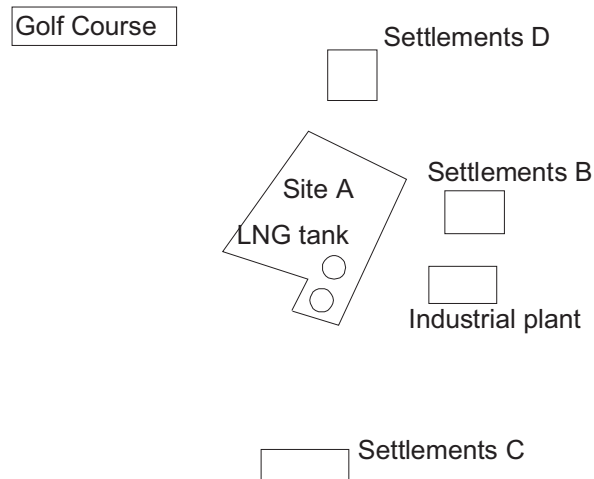 Golf Course
Settlements D
Settlements B
Site A
LNG tank
Industrial plant
Settlements C